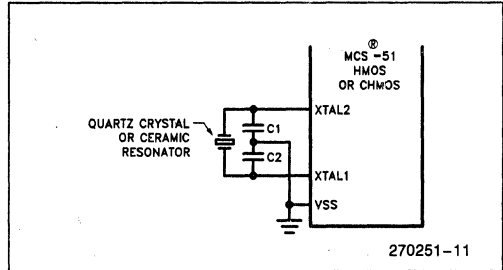 ®
MCS -51
HMOS
OR CHMOS
XTAL2
QUARTZ CRYSTAL
OR CERAMIC
RESONATOR
C1
C2
XTAL1
VSS
270251-11